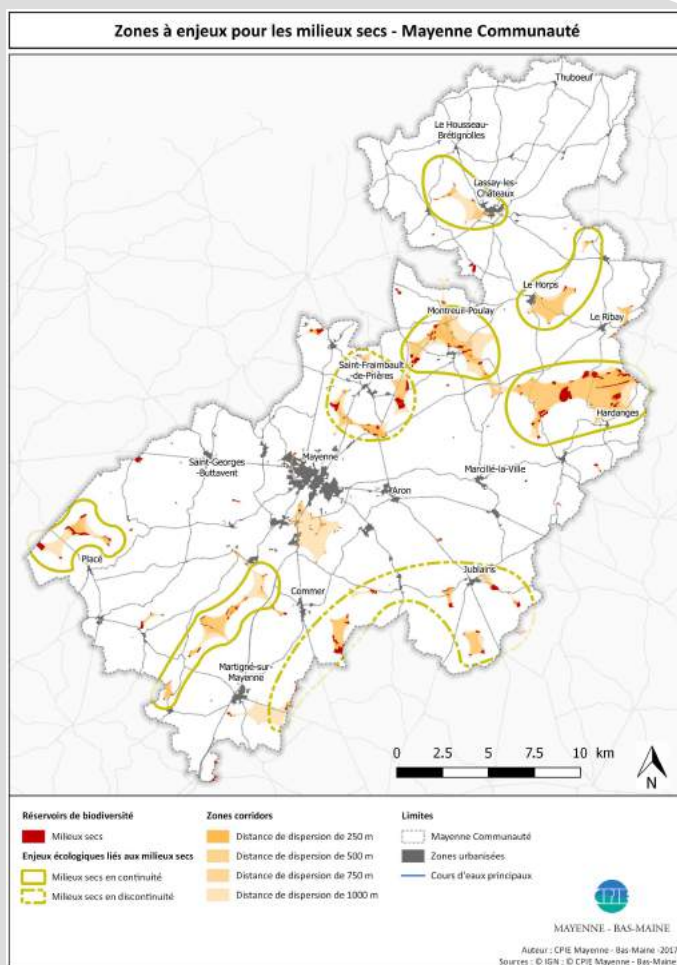 Zones à enjeux pour les milieux secs - Mayenne Communauté
Thuboeuf
Le Housseau-
Brétignolles
Lassay-les-
Châteaux
Le Horps
Montreuil-Poulay
Le Ribay
Saint-Fraimbault
-de-Prières
Hardanges
Mayenne
Saint-Georges
-Buttavent
Marcillé-la-Ville
Aron
Placé
Jublains
Commer
Martigné-sur-
Mayenne
0 2.5 5 7.5 10 km
N
Réservoirs de biodiversité
Milieux secs
Enjeux écologiques liés aux milieux secs
Milieux secs en continuité
Milieux secs en discontinuité
Zones corridors
Distance de dispersion de 250 m
Distance de dispersion de 500 m
Distance de dispersion de 750 m
Distance de dispersion de 1000 m
Limites
Mayenne Communauté
Zones urbanisées
Cours d'eaux principaux
CPIE
MAYENNE - BAS-MAINE
Auteur : CPIE Mayenne - Bas-Maine -2017
Sources : © IGN : © CPIE Mayenne - Bas-Maine